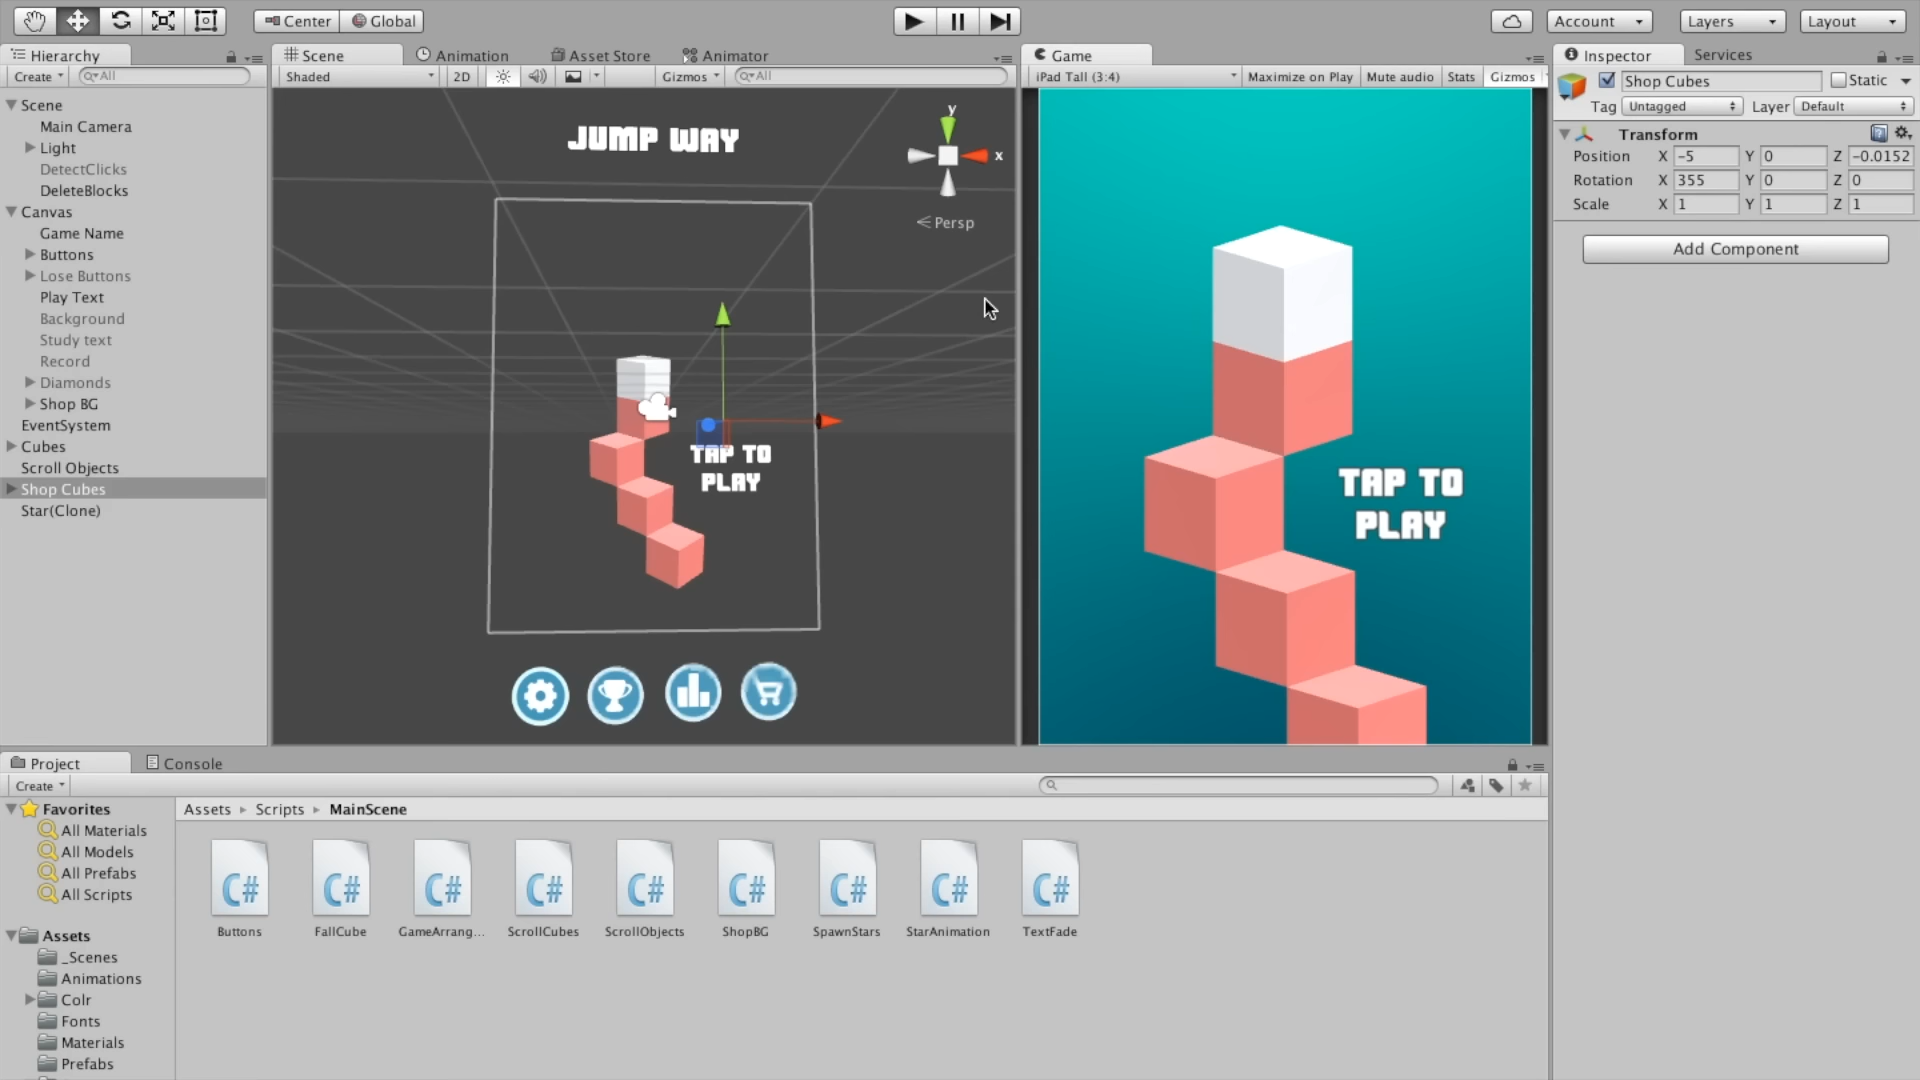 Center
Global
Account
Layers
Layout
Hierarchy
Create
All
Scene
Main Camera
Light
DetectClicks
DeleteBlocks
Canvas
Game Name
Buttons
Lose Buttons
Play Text
Background
Study text
Record
Diamonds
Shop BG
EventSystem
Cubes
Scroll Objects
Shop Cubes
Star(Clone)
Scene
Animation
Asset Store
Animator
Shaded
2D
Gizmos
All
JUMP WAY
y
x
Persp
TAP TO
PLAY
Game
iPad Tall (3:4)
Maximize on Play
Mute audio
Stats
Gizmos
TAP TO
PLAY
Inspector
Services
Shop Cubes
Static
Tag
Untagged
Layer
Default
Transform
Position X -5 Y 0 Z -0.0152
Rotation X 355 Y 0 Z 0
Scale X 1 Y 1 Z 1
Add Component
Project
Console
Create
Favorites
All Materials
All Models
All Prefabs
All Scripts
Assets
_Scenes
Animations
Colr
Fonts
Materials
Prefabs
Assets Scripts MainScene
C# C# C# C# C# C# C# C# C#
Buttons
FallCube
GameArrang...
ScrollCubes
ScrollObjects
ShopBG
SpawnStars
StarAnimation
TextFade